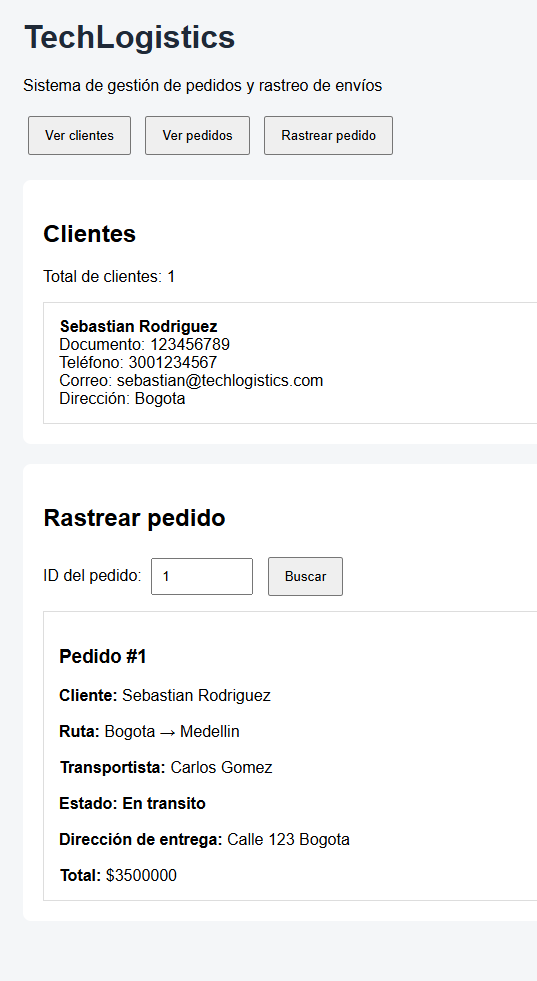 TechLogistics
Sistema de gestión de pedidos y rastreo de envíos
Ver clientes Ver pedidos Rastrear pedido
Clientes
Total de clientes: 1
Sebastian Rodriguez
Documento: 123456789
Teléfono: 3001234567
Correo: sebastian@techlogistics.com
Dirección: Bogota
Rastrear pedido
ID del pedido: 1 Buscar
Pedido #1
Cliente: Sebastian Rodriguez
Ruta: Bogota → Medellin
Transportista: Carlos Gomez
Estado: En transito
Dirección de entrega: Calle 123 Bogota
Total: $3500000